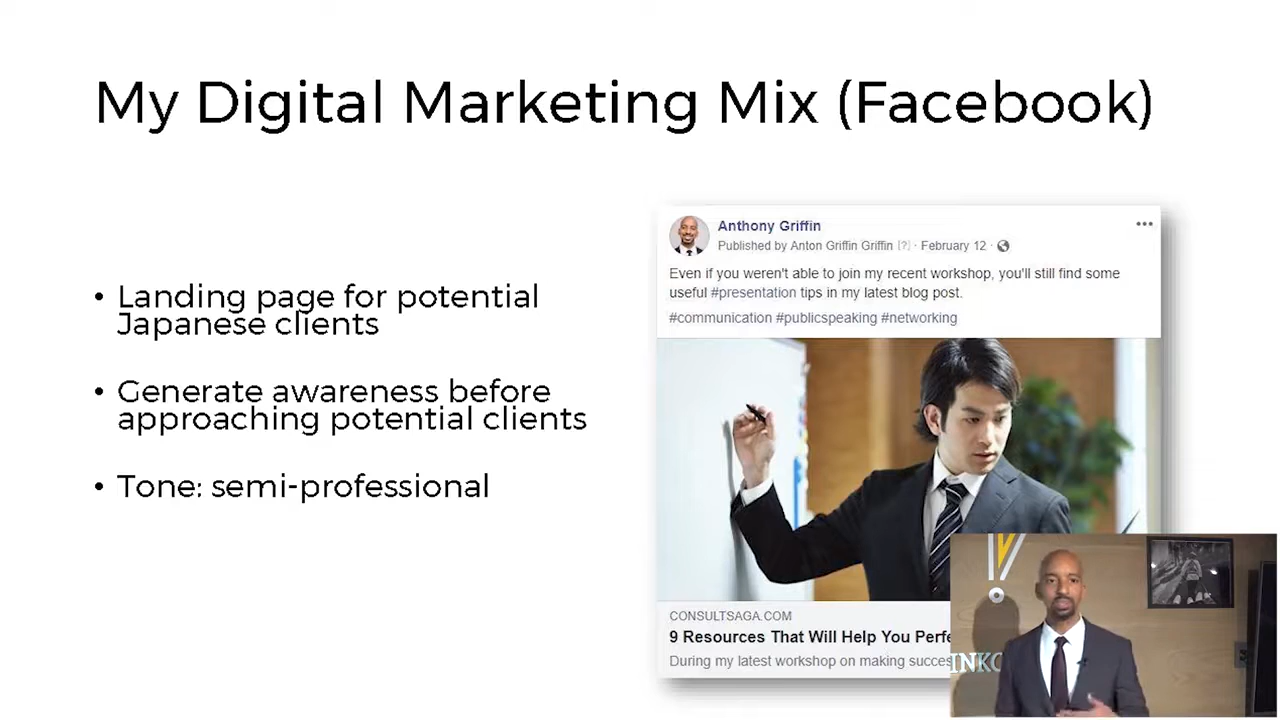 My Digital Marketing Mix (Facebook)
• Landing page for potential
Japanese clients
• Generate awareness before
approaching potential clients
• Tone: semi-professional
Anthony Griffin
Published by Anton Griffin Griffin [?] · February 12 ·
Even if you weren't able to join my recent workshop, you'll still find some
useful #presentation tips in my latest blog post.
#communication #publicspeaking #networking
CONSULTSAGA.COM
9 Resources That Will Help You Perfe
During my latest workshop on making succes
INKO